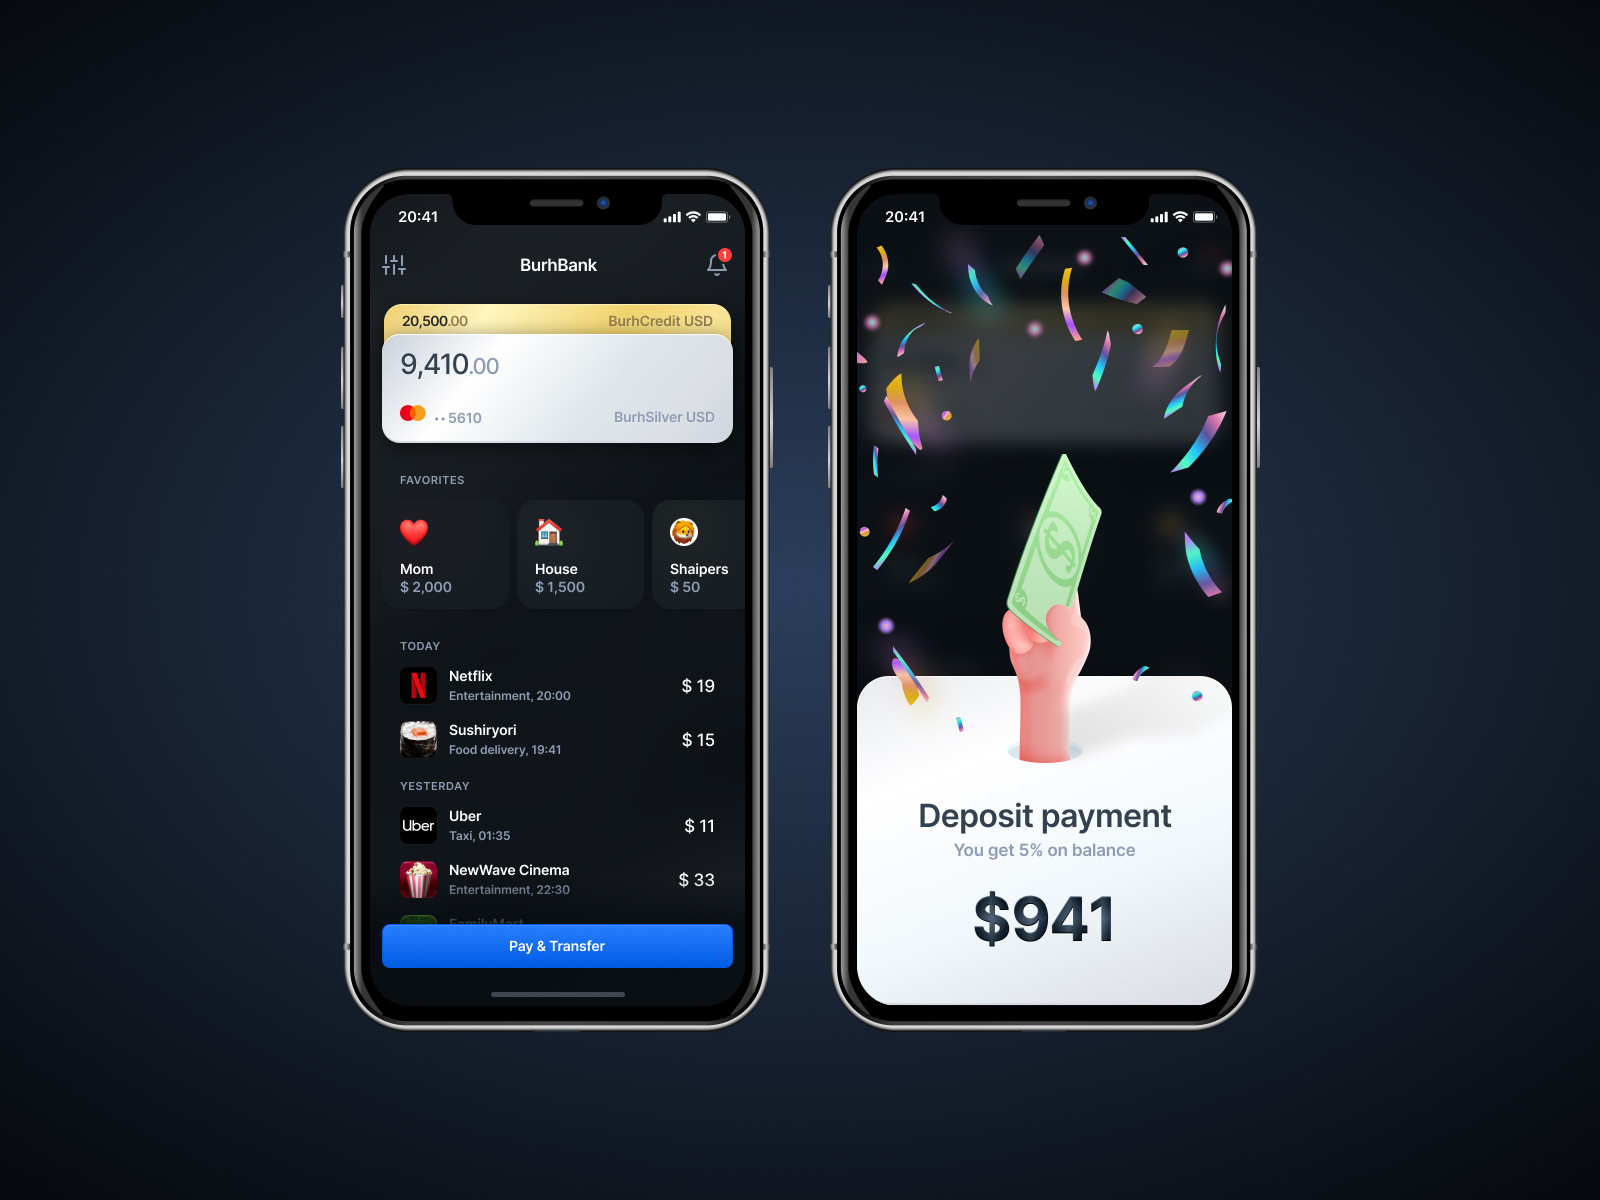 20:41
BurhBank
1
20,500.00 BurhCredit USD
9,410.00
•• 5610 BurhSilver USD
FAVORITES
Mom
$ 2,000
House
$ 1,500
Shaipers
$ 50
TODAY
N
Netflix
Entertainment, 20:00
$ 19
Sushiryori
Food delivery, 19:41
$ 15
YESTERDAY
Uber
Uber
Taxi, 01:35
$ 11
NewWave Cinema
Entertainment, 22:30
$ 33
FamilyMart
Pay & Transfer
20:41
$
$
Deposit payment
You get 5% on balance
$941